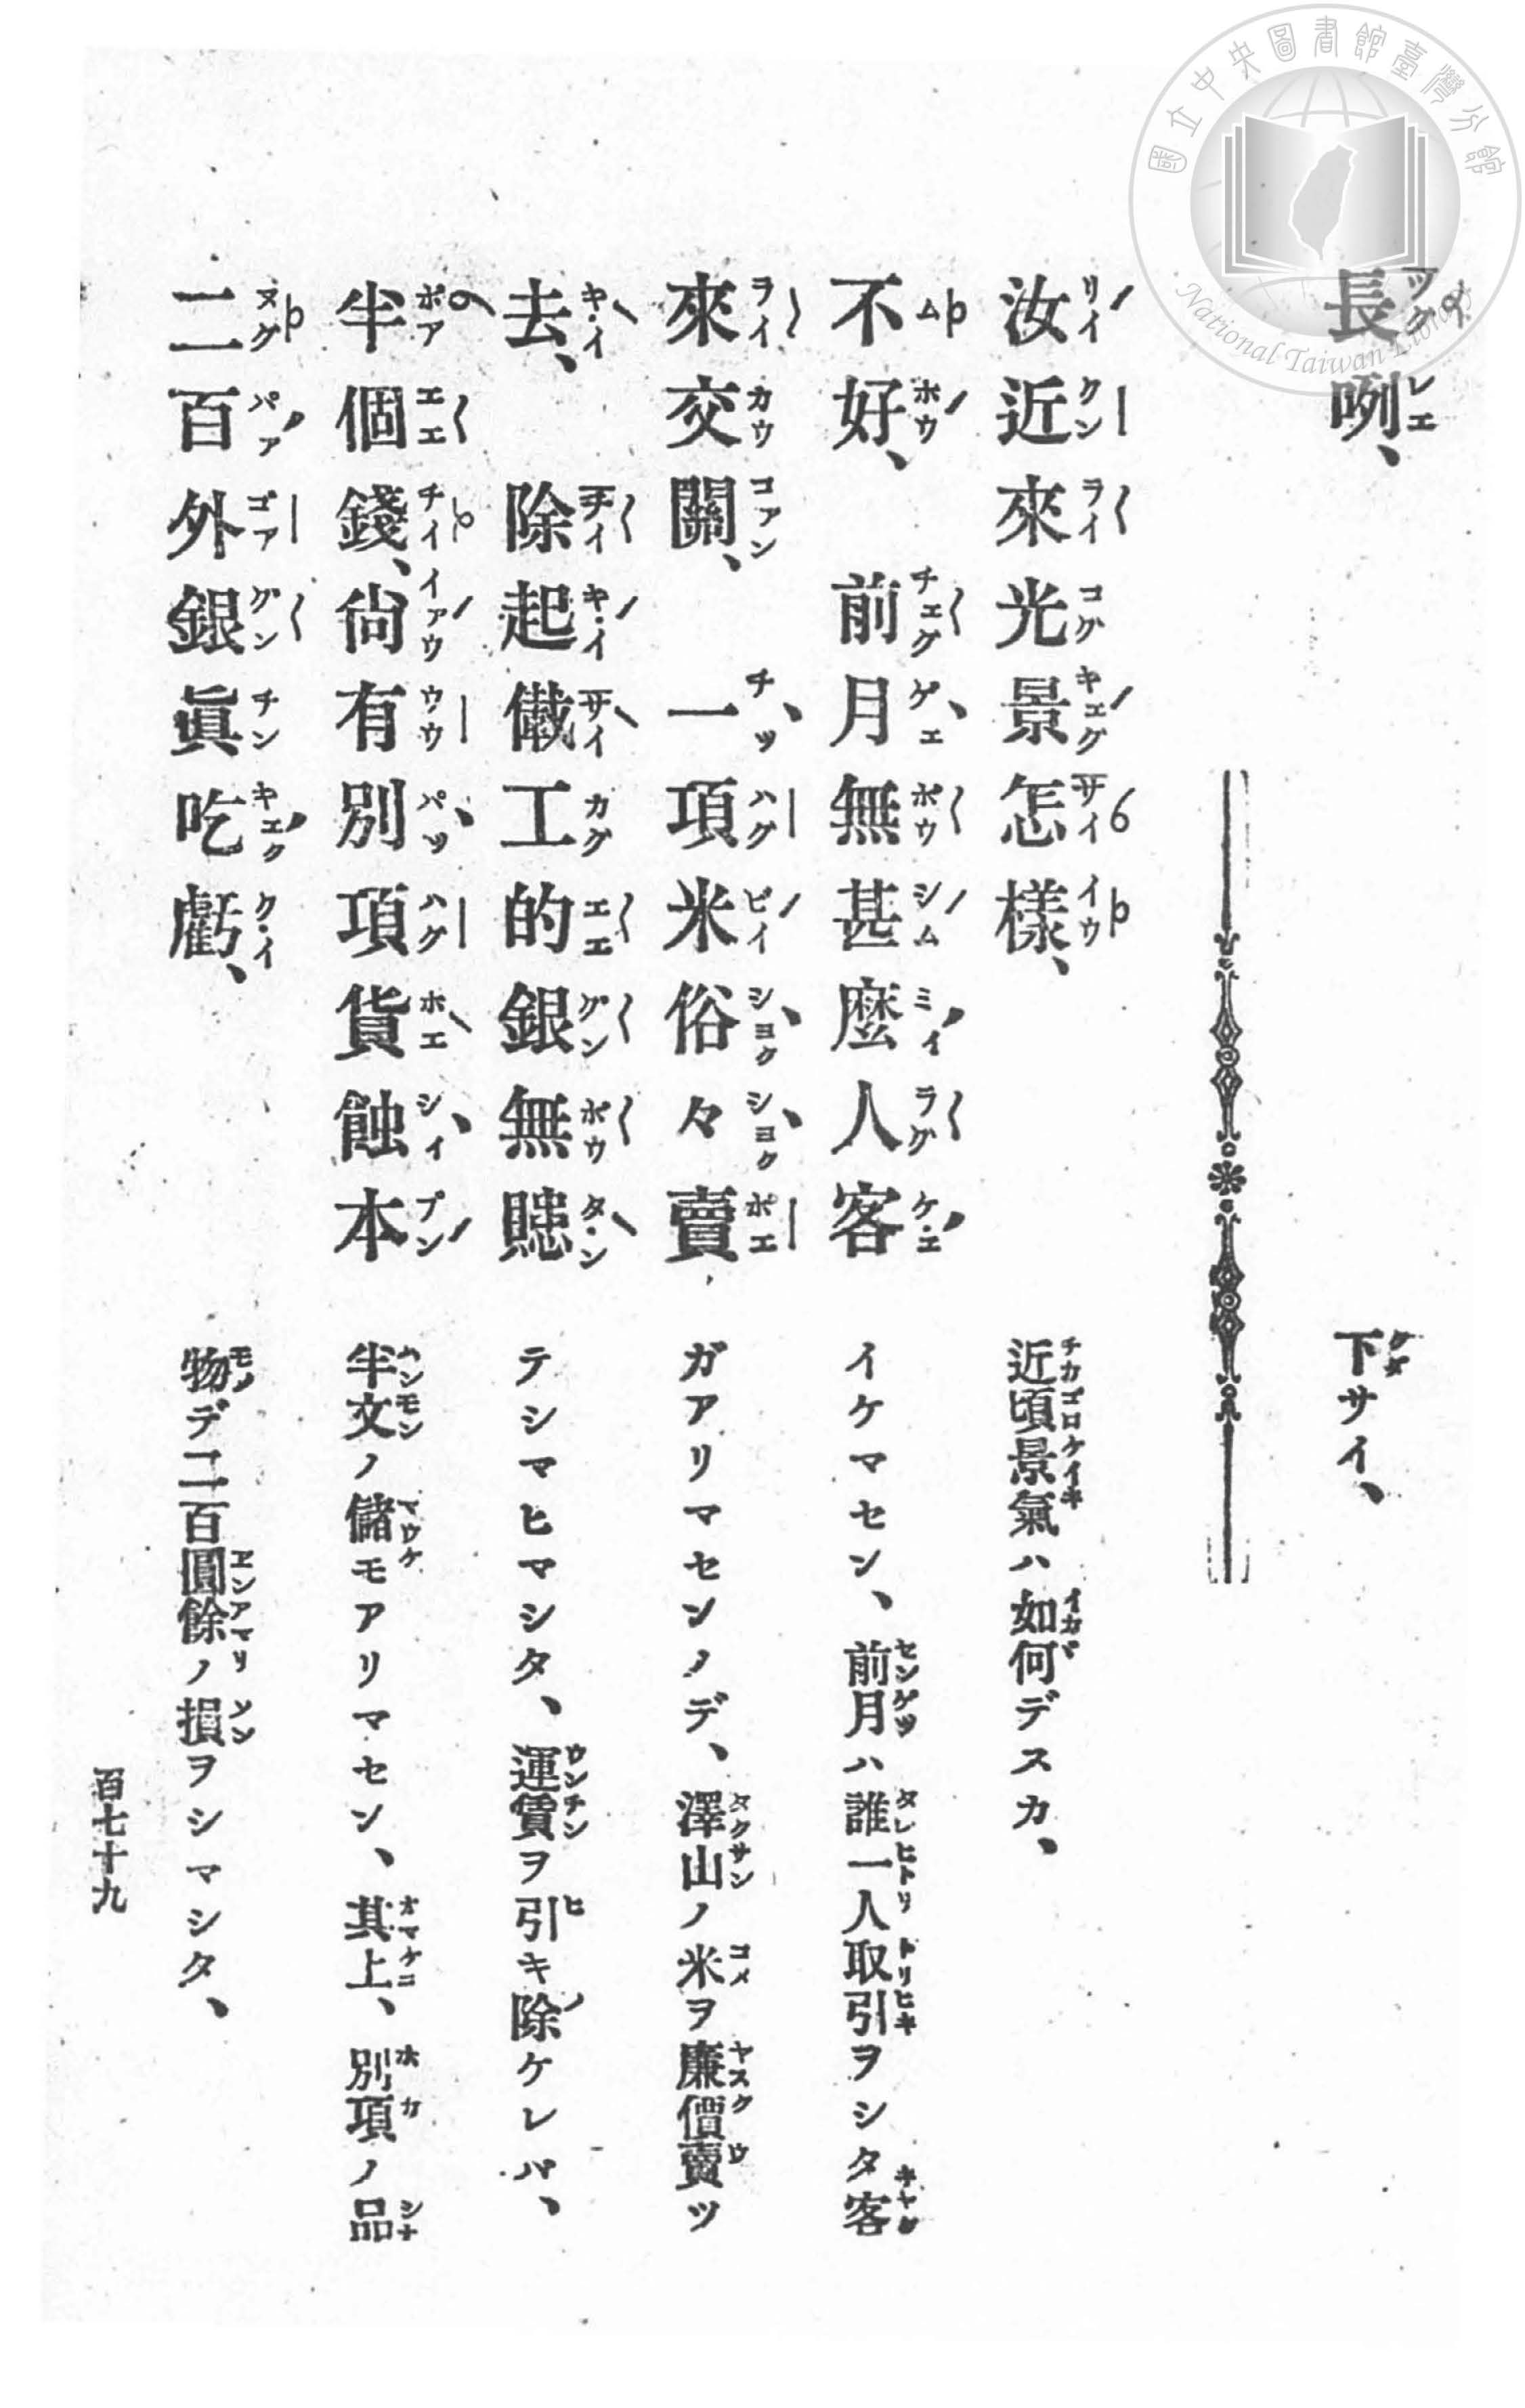 國立中央圖書館臺灣分館
National Taiwan Library
長咧、
下サイ、
汝近來光景怎樣、
近頃景氣ハ如何デスカ、
不好、前月無甚麼人客
イケマセン、前月ハ誰一人取引ヲシタ客
來交關、一項米俗々賣
ガアリマセンノデ、澤山ノ米ヲ廉價賣ツ
去、除起儎工的銀無賰
テシマヒマシタ、運賃ヲ引キ除ケレバ、
半個錢、尙有別項貨蝕本
半文ノ儲モアリマセン、其上、別項ノ品
二百外銀眞吃虧、
物デ二百圓餘ノ損ヲシマシタ、
百七十九